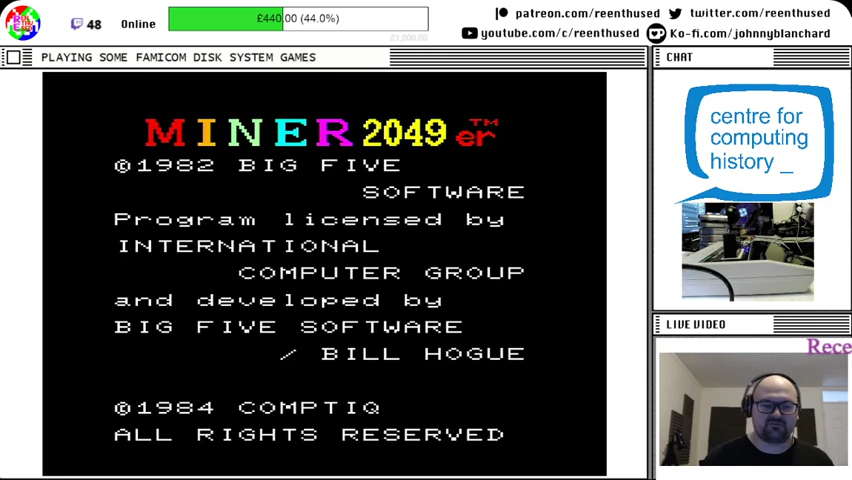 48 Online
£440.00 (44.0%)
£1,000.00
patreon.com/reenthused
twitter.com/reenthused
youtube.com/c/reenthused
Ko-fi.com/johnnyblanchard
PLAYING SOME FAMICOM DISK SYSTEM GAMES
CHAT
MINER 2049er™
©1982 BIG FIVE
SOFTWARE
Program licensed by
INTERNATIONAL
COMPUTER GROUP
and developed by
BIG FIVE SOFTWARE
/ BILL HOGUE
©1984 COMPTIQ
ALL RIGHTS RESERVED
centre for
computing
history _
LIVE VIDEO
Rece